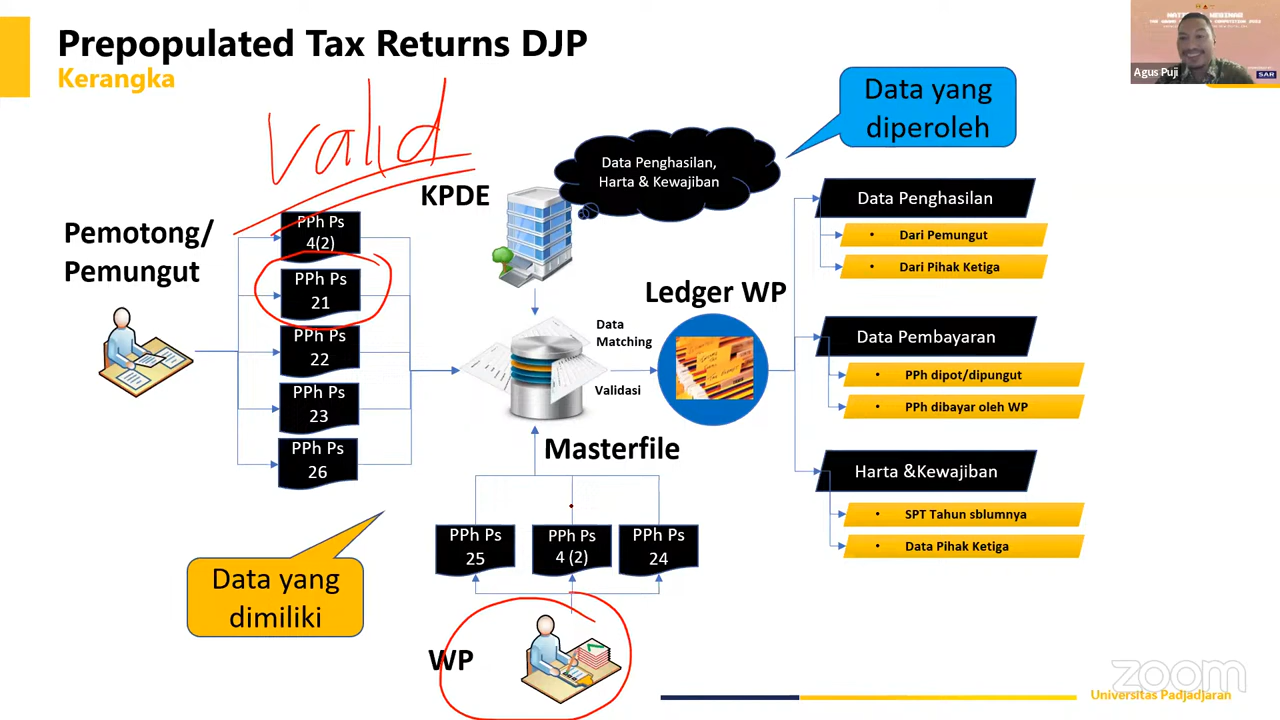 Prepopulated Tax Returns DJP
Kerangka
NATIONAL WEBINAR
Agus Puji
SAR
valid
Data yang
diperoleh
Data Penghasilan,
Harta & Kewajiban
KPDE
Pemotong/
Pemungut
PPh Ps
4(2)
PPh Ps
21
PPh Ps
22
PPh Ps
23
PPh Ps
26
Data
Matching
Validasi
Ledger WP
Masterfile
Data Penghasilan
• Dari Pemungut
• Dari Pihak Ketiga
Data Pembayaran
• PPh dipot/dipungut
• PPh dibayar oleh WP
Harta &Kewajiban
• SPT Tahun sblumnya
• Data Pihak Ketiga
PPh Ps
25
PPh Ps
4 (2)
PPh Ps
24
Data yang
dimiliki
WP
zoom
Universitas Padjadjaran